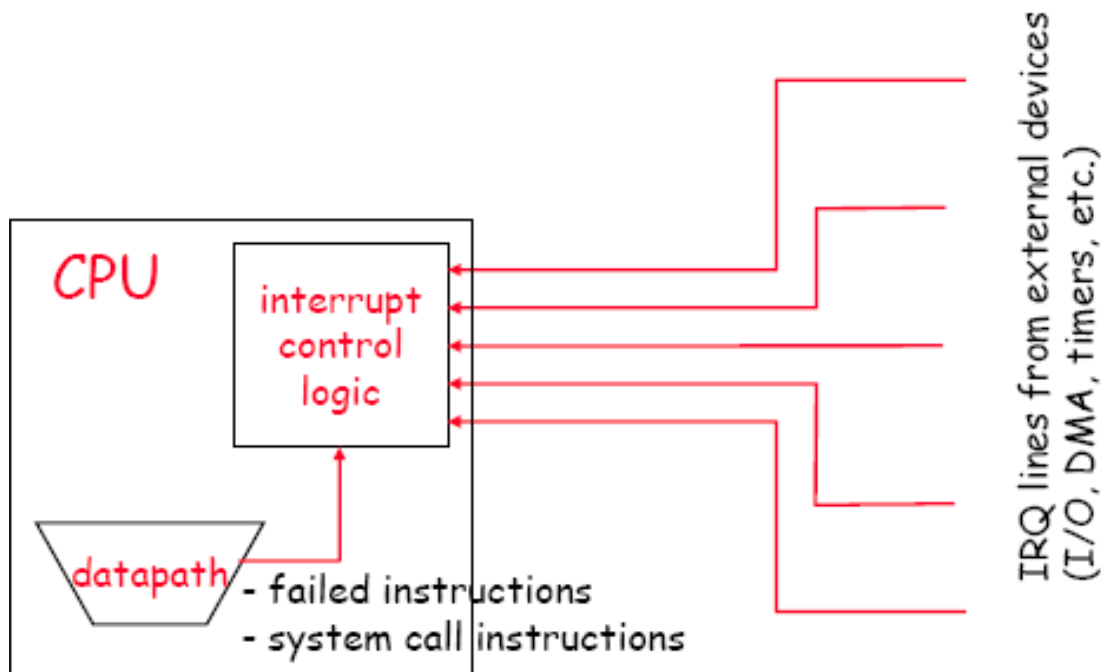 CPU
interrupt
control
logic
datapath
- failed instructions
- system call instructions
IRQ lines from external devices
(I/O, DMA, timers, etc.)